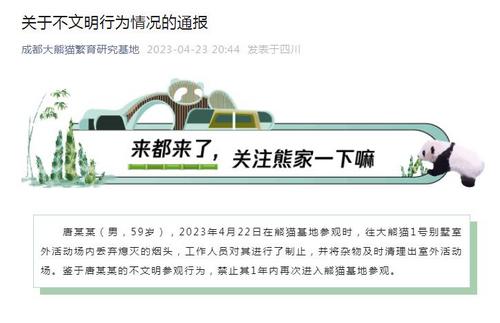 关于不文明行为情况的通报
成都大熊猫繁育研究基地 2023-04-23 20:44 发表于四川
来都来了，关注熊家一下嘛
唐某某（男，59岁），2023年4月22日在熊猫基地参观时，往大熊猫1号别墅室
外活动场内丢弃熄灭的烟头，工作人员对其进行了制止，并将杂物及时清理出室外活动
场。鉴于唐某某的不文明参观行为，禁止其1年内再次进入熊猫基地参观。